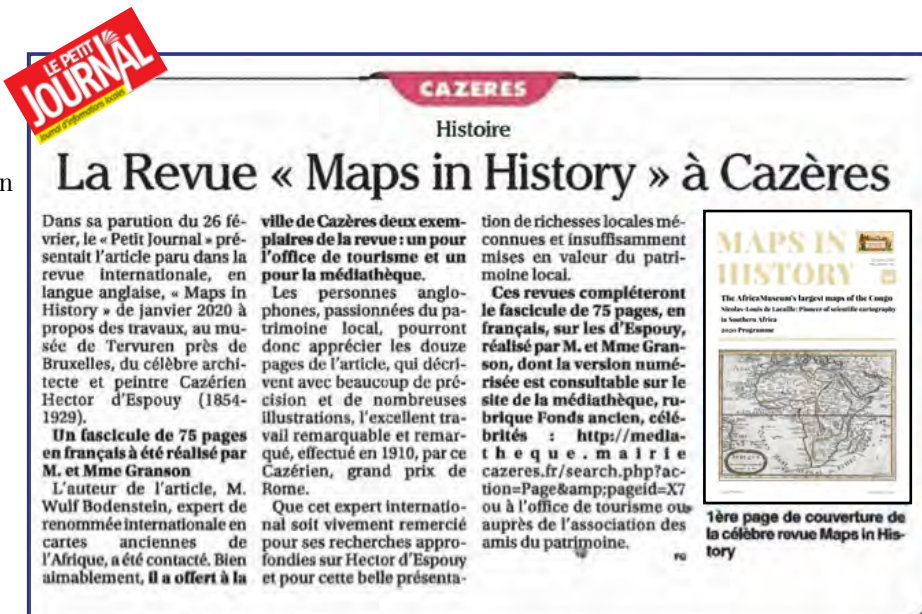 LE PETIT
JOURNAL
Journal d'informations locales
n
CAZERES
Histoire
La Revue « Maps in History » à Cazères
Dans sa parution du 26 fé-
vrier, le « Petit Journal » pré-
sentait l'article paru dans la
revue internationale, en
langue anglaise, « Maps in
History » de janvier 2020 à
propos des travaux, au mu-
sée de Tervuren près de
Bruxelles, du célèbre archi-
tecte et peintre Cazérien
Hector d'Espouy (1854-
1929).
Un fascicule de 75 pages
en français à été réalisé par
M. et Mme Granson
L'auteur de l'article, M.
Wulf Bodenstein, expert de
renommée internationale en
cartes anciennes de
l'Afrique, a été contacté. Bien
aimablement, il a offert à la
ville de Cazères deux exem-
plaires de la revue : un pour
l'office de tourisme et un
pour la médiathèque.
Les personnes anglo-
phones, passionnées du pa-
trimoine local, pourront
donc apprécier les douze
pages de l'article, qui décri-
vent avec beaucoup de pré-
cision et de nombreuses
illustrations, l'excellent tra-
vail remarquable et remar-
qué, effectué en 1910, par ce
Cazérien, grand prix de
Rome.
Que cet expert internatio-
nal soit vivement remercié
pour ses recherches appro-
fondies sur Hector d'Espouy
et pour cette belle présenta-
tion de richesses locales mé-
connues et insuffisamment
mises en valeur du patri-
moine local.
Ces revues compléteront
le fascicule de 75 pages, en
français, sur les d'Espouy,
réalisé par M. et Mme Gran-
son, dont la version numé-
risée est consultable sur le
site de la médiathèque, ru-
brique Fonds ancien, célé-
brités : http://media-
theque.mairie
cazeres.fr/search.php?ac-
tion=Page&amp;pageid=X7
ou à l'office de tourisme ou
auprès de l'association des
amis du patrimoine.
FG
MAPS IN
HISTORY
The AfricaMuseum's largest maps of the Congo
Nicolas-Louis de Lacaille: Pioneer of scientific cartography
in Southern Africa
2020 Programme
1ère page de couverture de
la célèbre revue Maps in His-
tory